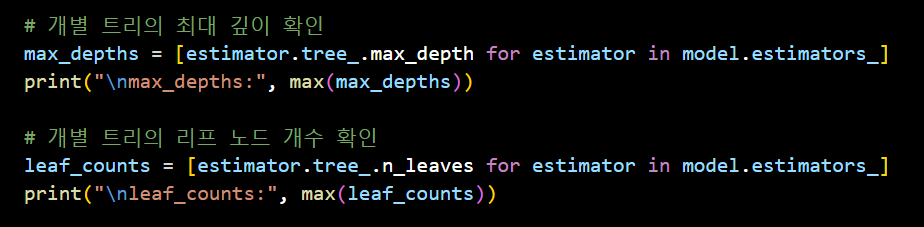 # 개별 트리의 최대 깊이 확인
max_depths = [estimator.tree_.max_depth for estimator in model.estimators_]
print("\nmax_depths:", max(max_depths))
# 개별 트리의 리프 노드 개수 확인
leaf_counts = [estimator.tree_.n_leaves for estimator in model.estimators_]
print("\nleaf_counts:", max(leaf_counts))